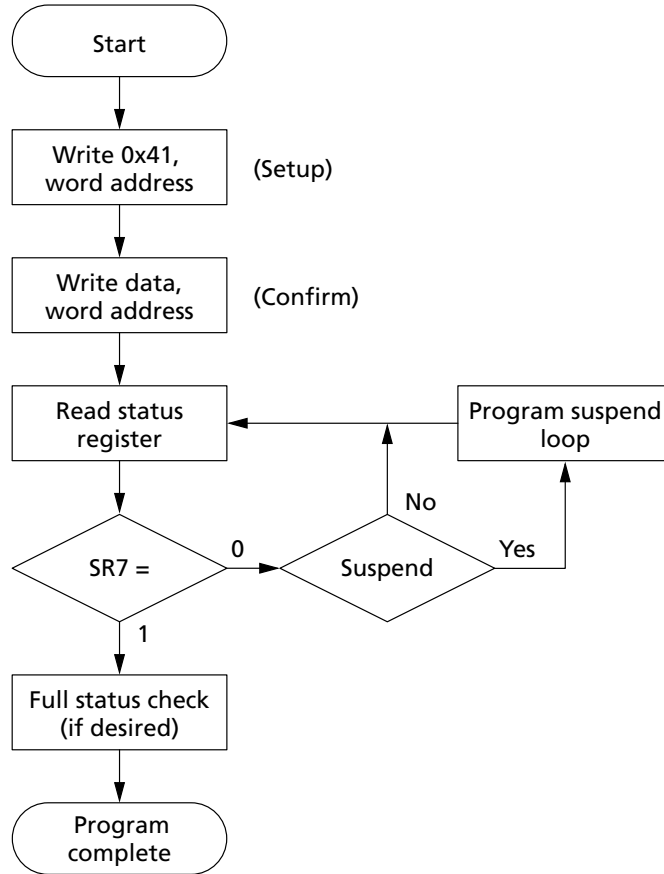 Start
Write 0x41,
word address
(Setup)
Write data,
word address
(Confirm)
Read status
register
Program suspend
loop
No
SR7 =
0
Suspend
Yes
1
Full status check
(if desired)
Program
complete